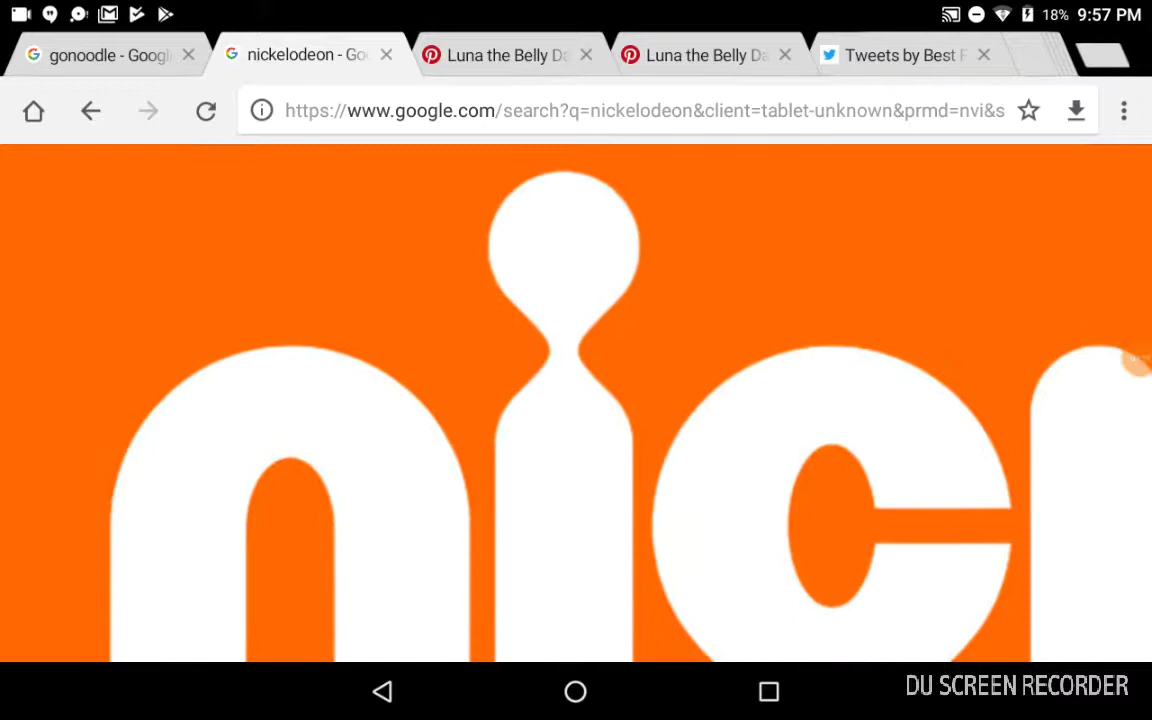 18% 9:57 PM
gonoodle - Googl
nickelodeon - Go
Luna the Belly Da
Luna the Belly Da
Tweets by Best F
https://www.google.com/search?q=nickelodeon&client=tablet-unknown&prmd=nvi&s
nic
DU SCREEN RECORDER